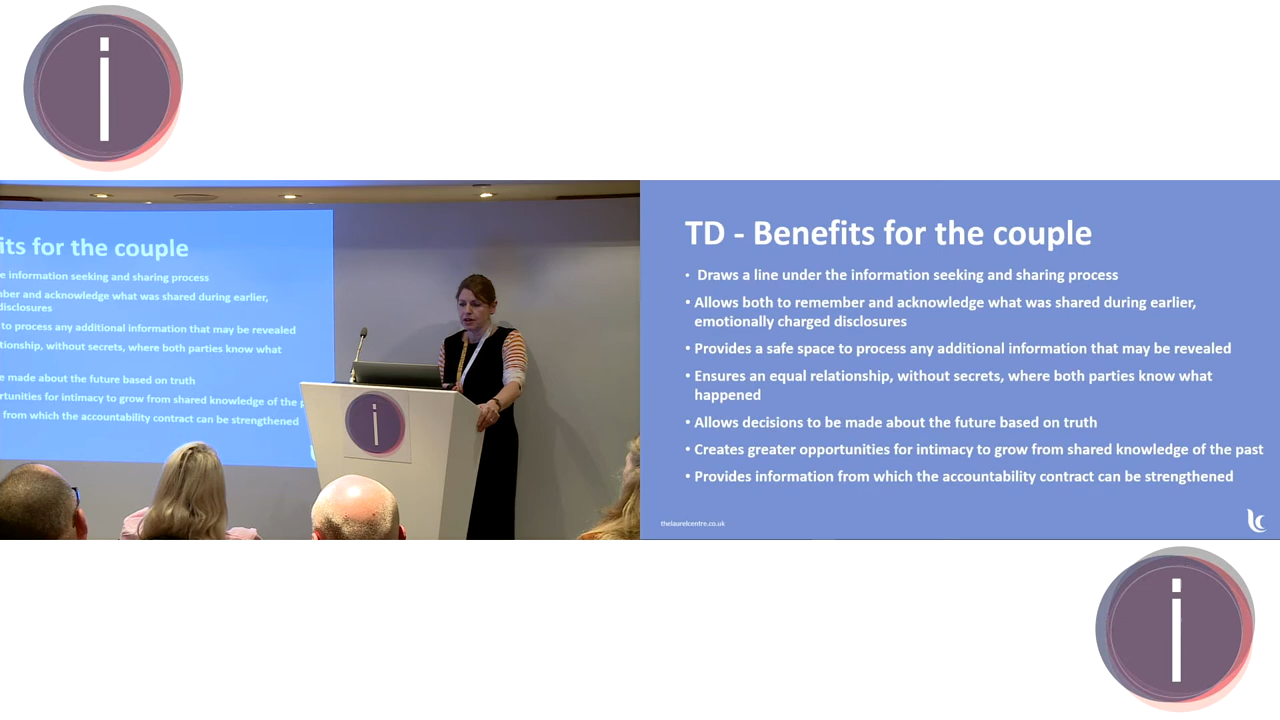 i
its for the couple
e information seeking and sharing process
ber and acknowledge what was shared during earlier,
disclosures
to process any additional information that may be revealed
tionship, without secrets, where both parties know what
e made about the future based on truth
rtunities for intimacy to grow from shared knowledge of the
from which the accountability contract can be strengthened
i
TD - Benefits for the couple
• Draws a line under the information seeking and sharing process
• Allows both to remember and acknowledge what was shared during earlier,
emotionally charged disclosures
• Provides a safe space to process any additional information that may be revealed
• Ensures an equal relationship, without secrets, where both parties know what
happened
• Allows decisions to be made about the future based on truth
• Creates greater opportunities for intimacy to grow from shared knowledge of the past
• Provides information from which the accountability contract can be strengthened
thelaurelcentre.co.uk
lc
i